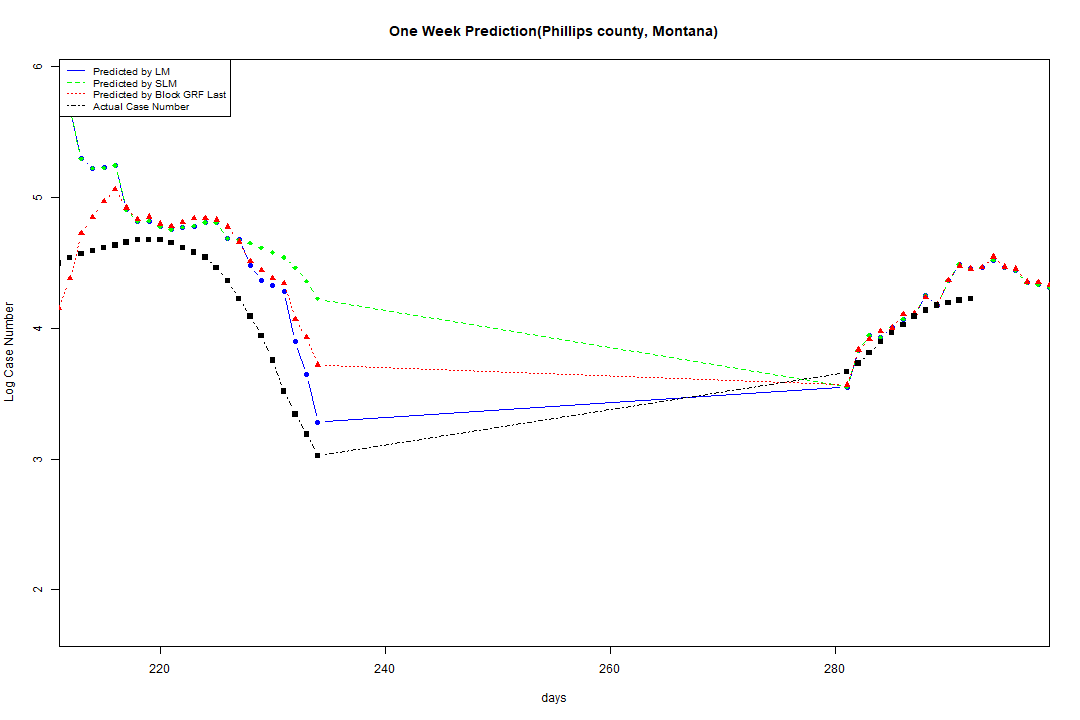 One Week Prediction(Phillips county, Montana)
Predicted by LM
Predicted by SLM
Predicted by Block GRF Last
Actual Case Number
6
5
4
3
2
Log Case Number
220
240
260
280
days